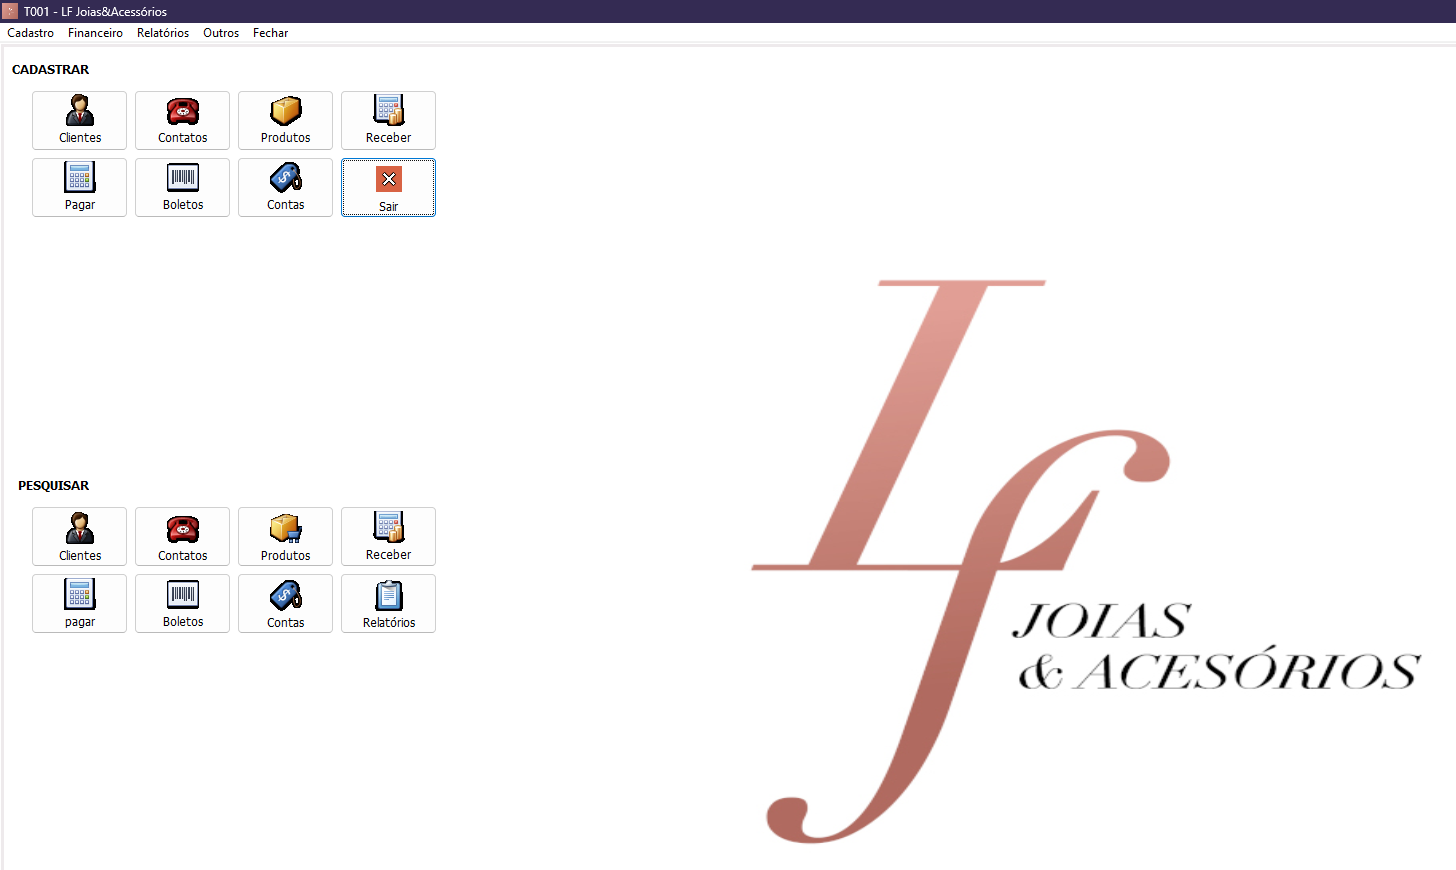 T001 - LF Joias&Acessórios
Cadastro Financeiro Relatórios Outros Fechar
CADASTRAR
Clientes Contatos Produtos Receber
Pagar Boletos Contas Sair
PESQUISAR
Clientes Contatos Produtos Receber
pagar Boletos Contas Relatórios
Lf
JOIAS
& ACESÓRIOS